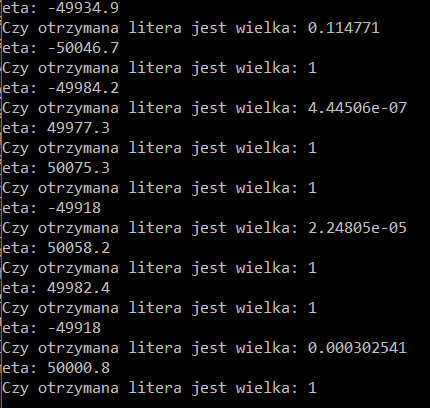 eta: -49934.9
Czy otrzymana litera jest wielka: 0.114771
eta: -50046.7
Czy otrzymana litera jest wielka: 1
eta: -49984.2
Czy otrzymana litera jest wielka: 4.44506e-07
eta: 49977.3
Czy otrzymana litera jest wielka: 1
eta: 50075.3
Czy otrzymana litera jest wielka: 1
eta: -49918
Czy otrzymana litera jest wielka: 2.24805e-05
eta: 50058.2
Czy otrzymana litera jest wielka: 1
eta: 49982.4
Czy otrzymana litera jest wielka: 1
eta: -49918
Czy otrzymana litera jest wielka: 0.000302541
eta: 50000.8
Czy otrzymana litera jest wielka: 1